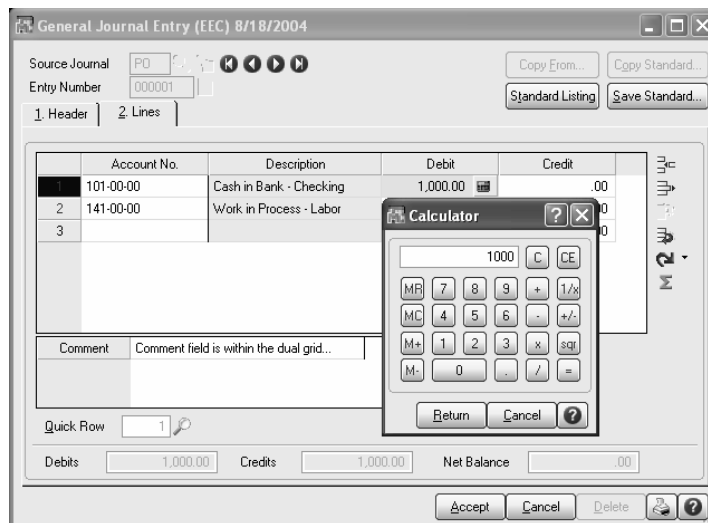 General Journal Entry (EEC) 8/18/2004
Source Journal PO Copy From... Copy Standard...
Entry Number 000001 Standard Listing Save Standard...
1. Header 2. Lines
Account No. Description Debit Credit
1 101-00-00 Cash in Bank - Checking 1,000.00 .00
2 141-00-00 Work in Process - Labor
3
Calculator
1000 C CE
MR 7 8 9 + 1/x
MC 4 5 6 - +/-
M+ 1 2 3 x sqr
M- 0 . / =
Return Cancel
Comment Comment field is within the dual grid...
Quick Row 1
Debits 1,000.00 Credits 1,000.00 Net Balance .00
Accept Cancel Delete